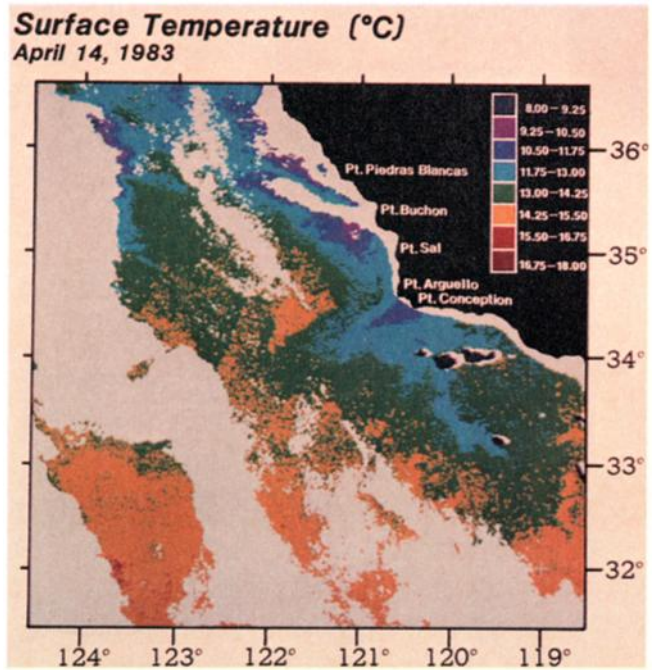 Surface Temperature (°C)
April 14, 1983
8.00–9.25
9.25–10.50
10.50–11.75
11.75–13.00
13.00–14.25
14.25–15.50
15.50–16.75
16.75–18.00
Pt. Piedras Blancas
Pt. Buchon
Pt. Sal
Pt. Arguello
Pt. Conception
36°
35°
34°
33°
32°
124° 123° 122° 121° 120° 119°